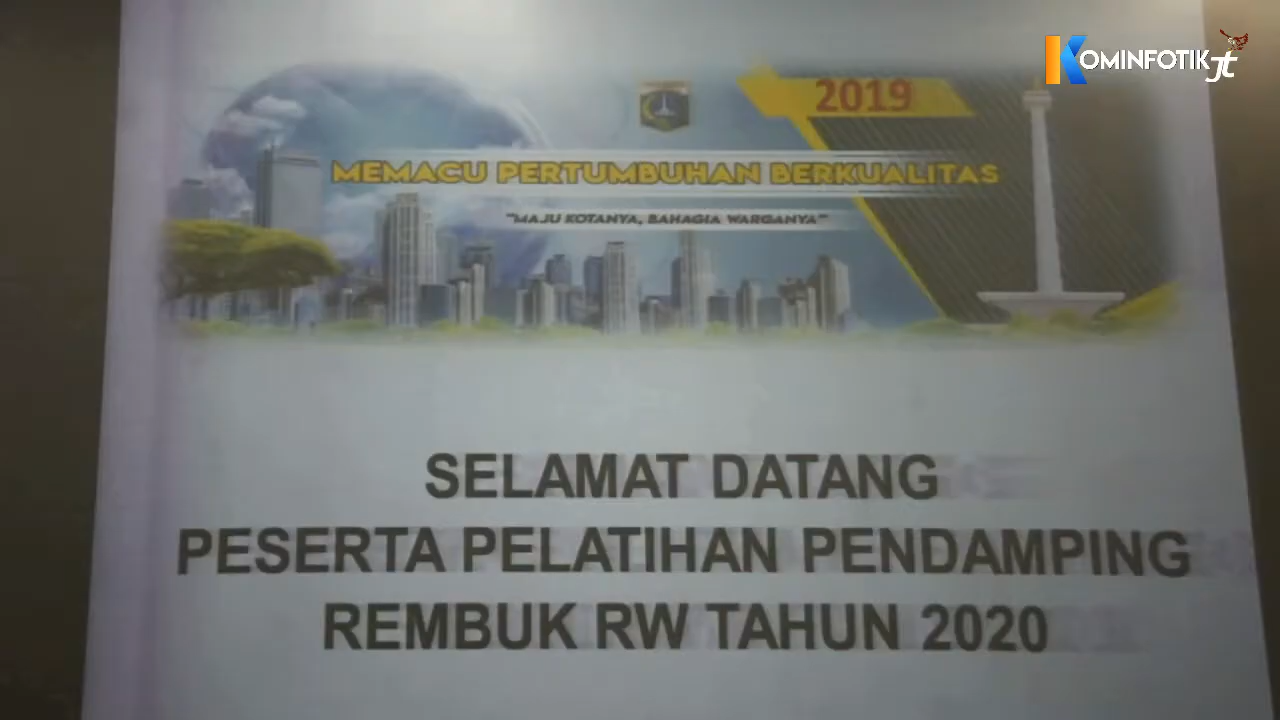 KOMINFOTIK JT
2019
MEMACU PERTUMBUHAN BERKUALITAS
"MAJU KOTANYA, BAHAGIA WARGANYA"
SELAMAT DATANG
PESERTA PELATIHAN PENDAMPING
REMBUK RW TAHUN 2020